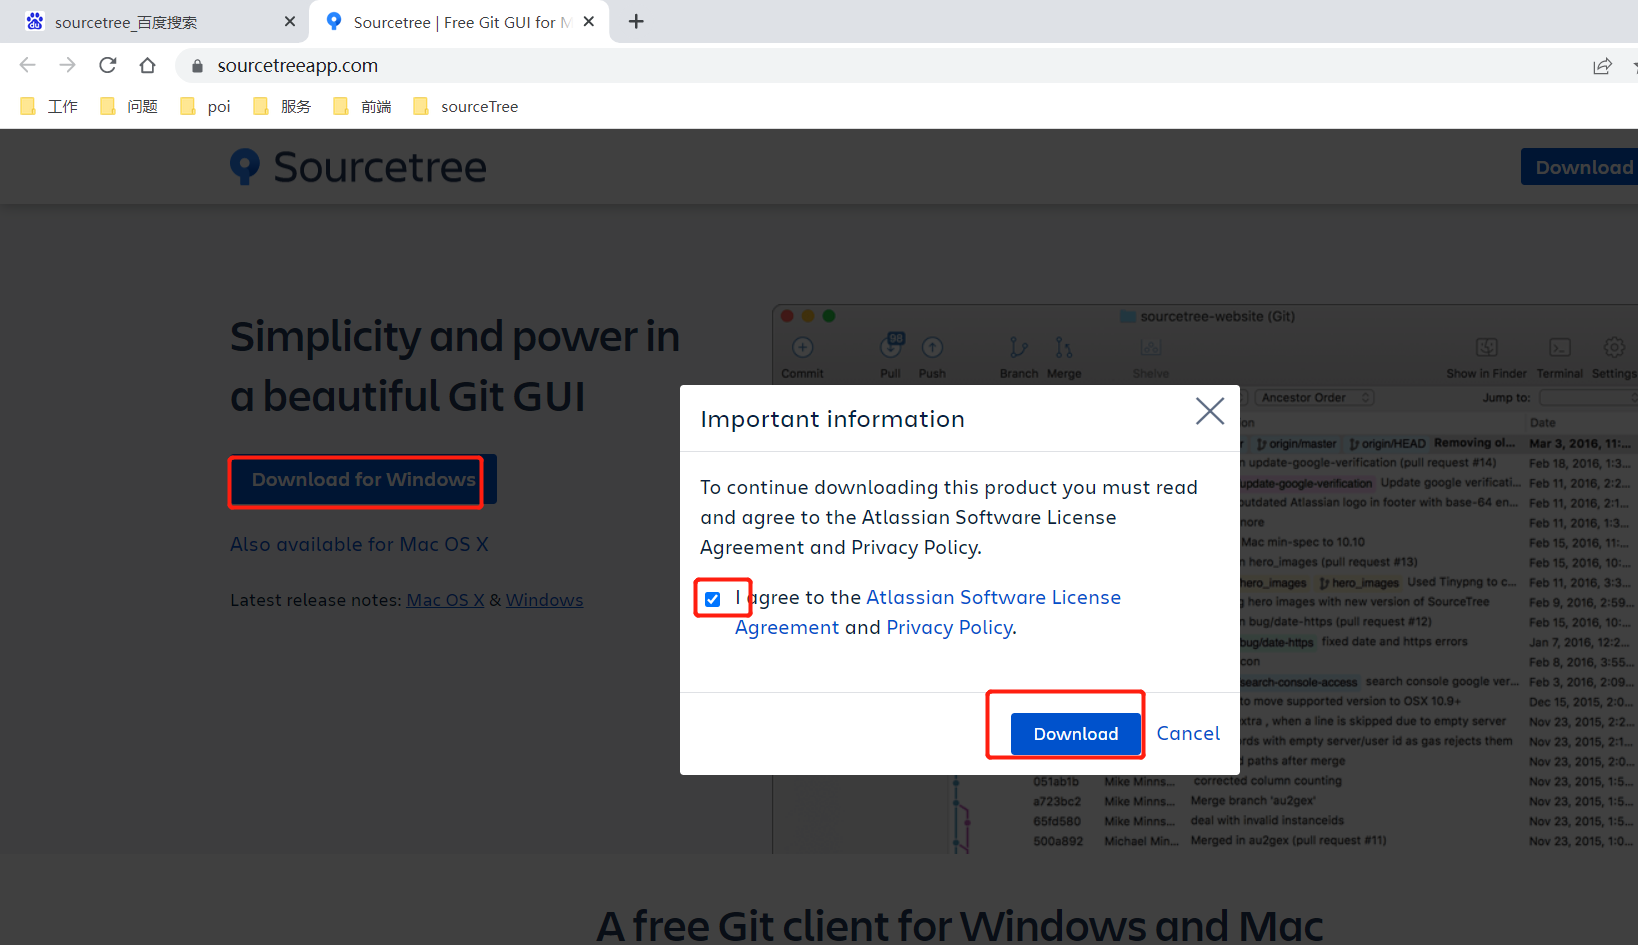 sourcetree_百度搜索
Sourcetree | Free Git GUI for M
sourcetreeapp.com
工作
问题
poi
服务
前端
sourceTree
Sourcetree
Download
Simplicity and power in
a beautiful Git GUI
Download for Windows
Also available for Mac OS X
Latest release notes: Mac OS X & Windows
sourcetree-website (Git)
98
Commit
Pull
Push
Branch
Merge
Shelve
Show in Finder
Terminal
Settings
Ancestor Order
Jump to:
on
Date
r origin/master origin/HEAD Removing ol... Mar 3, 2016, 11:...
n update-google-verification (pull request #14) Feb 18, 2016, 1:3...
update-google-verification Update google verificati... Feb 11, 2016, 2:2...
outdated Atlassian logo in footer with base-64 en... Feb 11, 2016, 2:1...
nore Feb 11, 2016, 1:3...
Mac min-spec to 10.10 Feb 15, 2016, 11:...
n hero_images (pull request #13) Feb 15, 2016, 10:...
hero_images hero_images Used Tinypng to c... Feb 11, 2016, 3:3...
g hero images with new version of SourceTree Feb 9, 2016, 2:59...
n bug/date-https (pull request #12) Feb 15, 2016, 10:...
bug/date-https fixed date and https errors Jan 7, 2016, 12:2...
con Feb 8, 2016, 3:55...
search-console-access search console google ver... Feb 3, 2016, 2:09...
to move supported version to OSX 10.9+ Dec 15, 2015, 2:0...
xtra , when a line is skipped due to empty server Nov 23, 2015, 2:2...
rds with empty server/user id as gas rejects them Nov 23, 2015, 2:1...
d paths after merge Nov 23, 2015, 2:0...
051ab1b Mike Minns... corrected column counting Nov 23, 2015, 1:5...
a723bc2 Mike Minns... Merge branch 'au2gex' Nov 23, 2015, 1:5...
65fd580 Mike Minns... deal with invalid instanceids Nov 23, 2015, 1:5...
500a892 Michael Min... Merged in au2gex (pull request #11) Nov 23, 2015, 1:0...
Important information
To continue downloading this product you must read
and agree to the Atlassian Software License
Agreement and Privacy Policy.
I agree to the Atlassian Software License
Agreement and Privacy Policy.
Download
Cancel
A free Git client for Windows and Mac